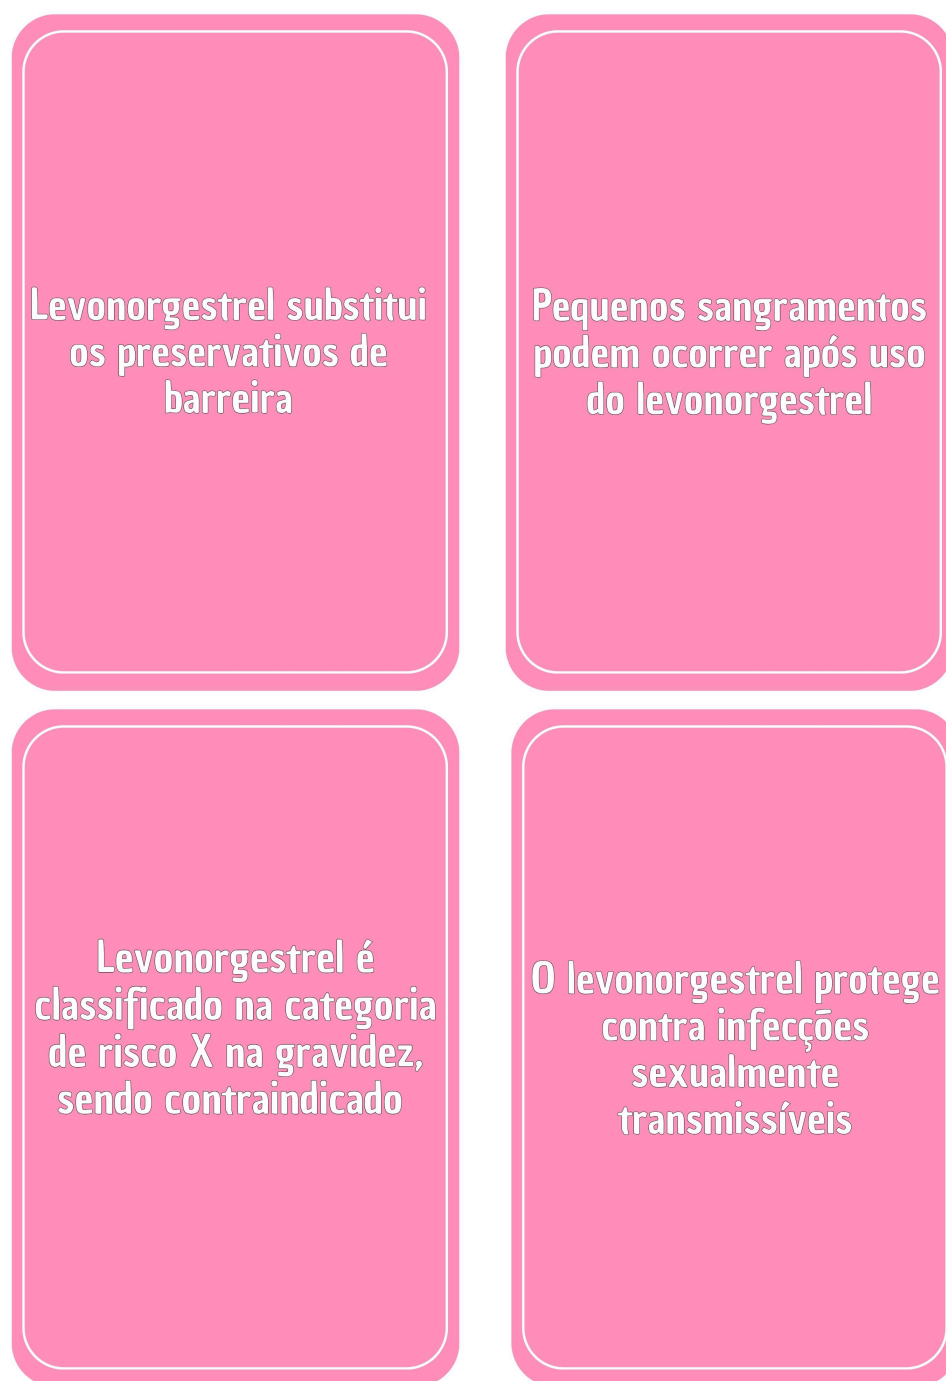 Levonorgestrel substitui
os preservativos de
barreira
Pequenos sangramentos
podem ocorrer após uso
do levonorgestrel
Levonorgestrel é
classificado na categoria
de risco X na gravidez,
sendo contraindicado
O levonorgestrel protege
contra infecções
sexualmente
transmissíveis